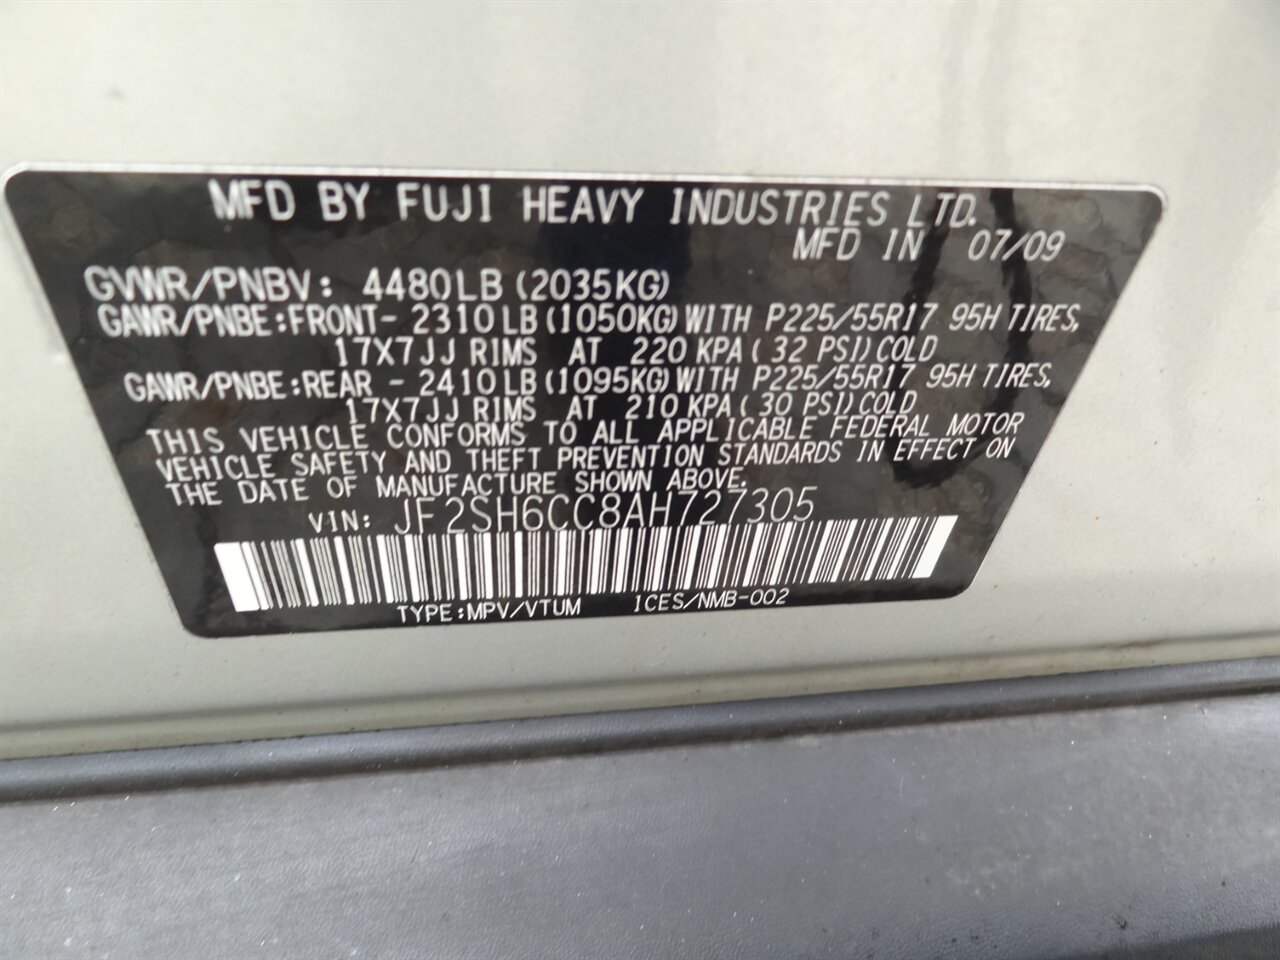 MFD BY FUJI HEAVY INDUSTRIES LTD.
MFD IN 07/09
GVWR/PNBV: 4480LB (2035KG)
GAWR/PNBE:FRONT- 2310LB(1050KG)WITH P225/55R17 95H TIRES,
17X7JJ RIMS AT 220 KPA( 32 PSI)COLD
GAWR/PNBE:REAR - 2410LB(1095KG)WITH P225/55R17 95H TIRES,
17X7JJ RIMS AT 210 KPA( 30 PSI)COLD
THIS VEHICLE CONFORMS TO ALL APPLICABLE FEDERAL MOTOR
VEHICLE SAFETY AND THEFT PREVENTION STANDARDS IN EFFECT ON
THE DATE OF MANUFACTURE SHOWN ABOVE.
VIN: JF2SH6CC8AH727305
TYPE:MPV/VTUM ICES/NMB-002